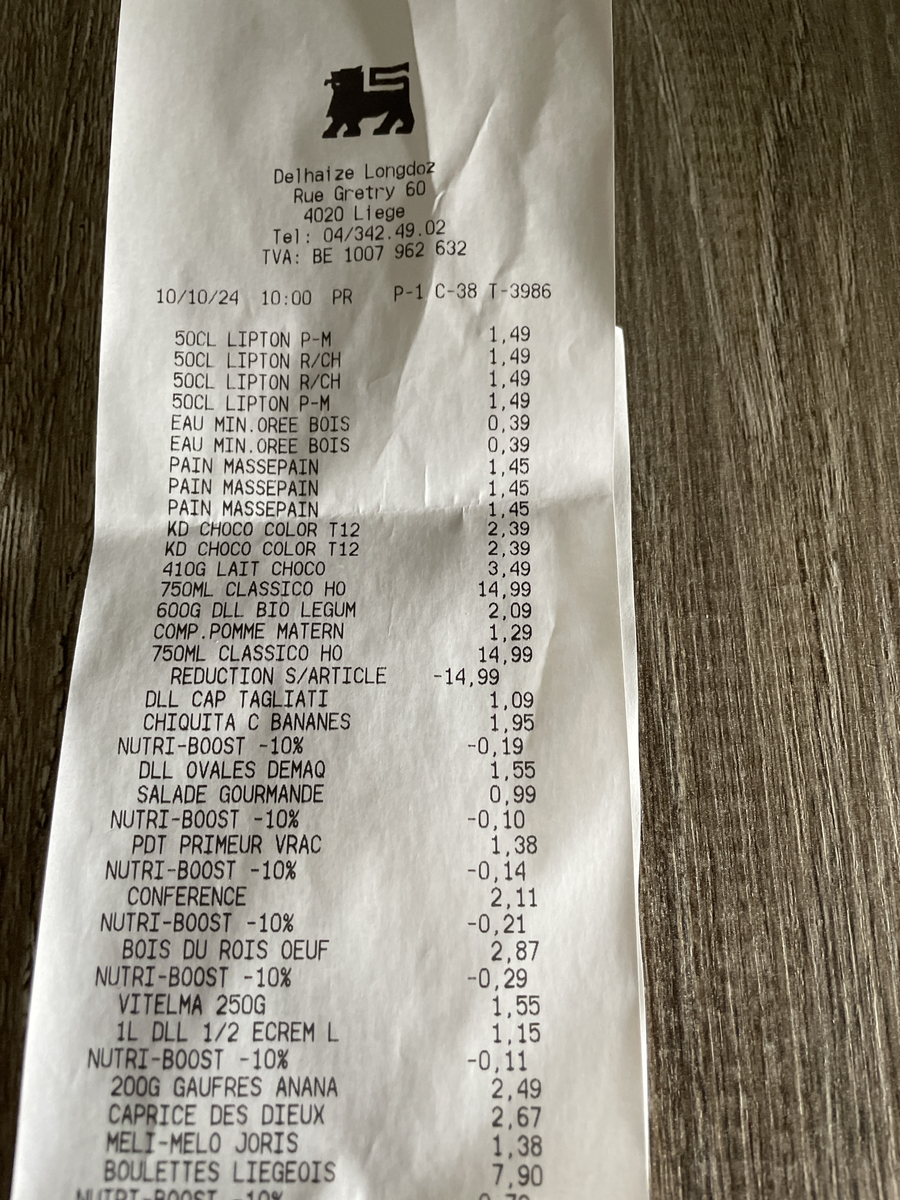 Delhaize Longdoz
Rue Gretry 60
4020 Liege
Tel: 04/342.49.02
TVA: BE 1007 962 632
10/10/24 10:00 PR P-1 C-38 T-3986
50CL LIPTON P-M 1,49
50CL LIPTON R/CH 1,49
50CL LIPTON R/CH 1,49
50CL LIPTON P-M 1,49
EAU MIN.OREE BOIS 0,39
EAU MIN.OREE BOIS 0,39
PAIN MASSEPAIN 1,45
PAIN MASSEPAIN 1,45
PAIN MASSEPAIN 1,45
KD CHOCO COLOR T12 2,39
KD CHOCO COLOR T12 2,39
410G LAIT CHOCO 3,49
750ML CLASSICO HO 14,99
600G DLL BIO LEGUM 2,09
COMP.POMME MATERN 1,29
750ML CLASSICO HO 14,99
REDUCTION S/ARTICLE -14,99
DLL CAP TAGLIATI 1,09
CHIQUITA C BANANES 1,95
NUTRI-BOOST -10% -0,19
DLL OVALES DEMAQ 1,55
SALADE GOURMANDE 0,99
NUTRI-BOOST -10% -0,10
PDT PRIMEUR VRAC 1,38
NUTRI-BOOST -10% -0,14
CONFERENCE 2,11
NUTRI-BOOST -10% -0,21
BOIS DU ROIS OEUF 2,87
NUTRI-BOOST -10% -0,29
VITELMA 250G 1,55
1L DLL 1/2 ECREM L 1,15
NUTRI-BOOST -10% -0,11
200G GAUFRES ANANA 2,49
CAPRICE DES DIEUX 2,67
MELI-MELO JORIS 1,38
BOULETTES LIEGEOIS 7,90
NUTRI-BOOST -10%